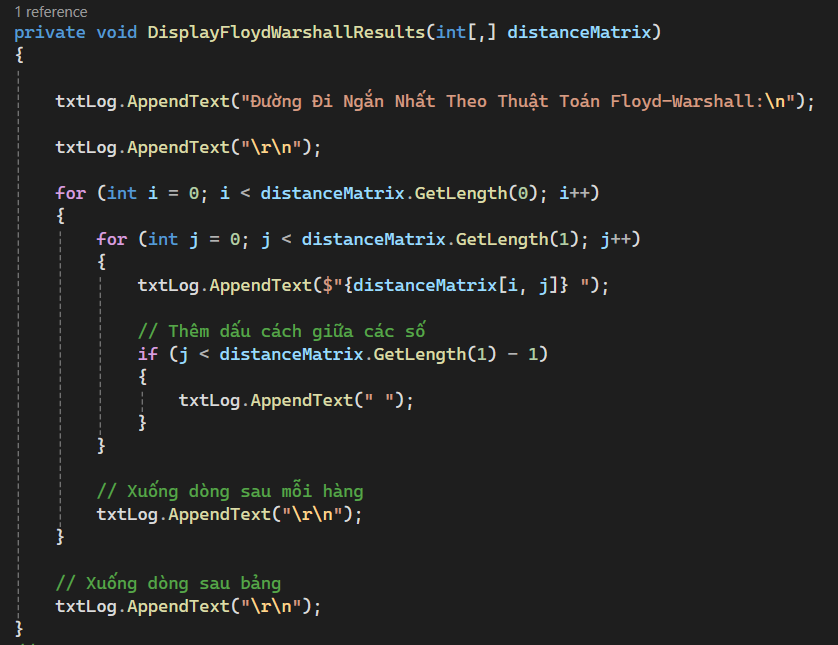 1 reference
private void DisplayFloydWarshallResults(int[,] distanceMatrix)
{
txtLog.AppendText("Đường Đi Ngắn Nhất Theo Thuật Toán Floyd-Warshall:\n");
txtLog.AppendText("\r\n");
for (int i = 0; i < distanceMatrix.GetLength(0); i++)
{
for (int j = 0; j < distanceMatrix.GetLength(1); j++)
{
txtLog.AppendText($"{distanceMatrix[i, j]} ");
// Thêm dấu cách giữa các số
if (j < distanceMatrix.GetLength(1) - 1)
{
txtLog.AppendText(" ");
}
}
// Xuống dòng sau mỗi hàng
txtLog.AppendText("\r\n");
}
// Xuống dòng sau bảng
txtLog.AppendText("\r\n");
}